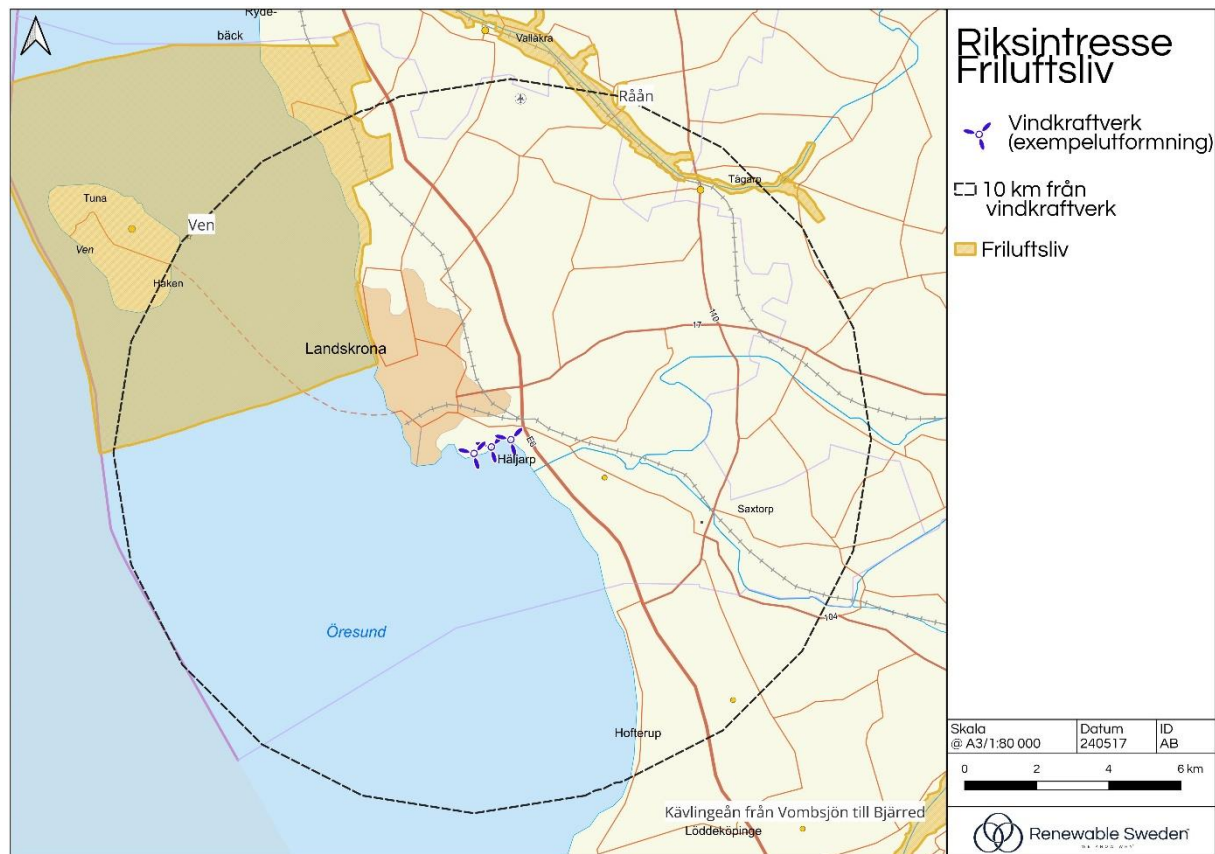 Ryde-
bäck
Vallåkra
Råån
Tågarp
Tuna
Ven
Ven
Haken
Landskrona
17
110
E6
Häljarp
Saxtorp
Öresund
104
Hofterup
Kävlingeån från Vombsjön till Bjärred
Löddeköpinge
Riksintresse
Friluftsliv
Vindkraftverk
(exempelutformning)
10 km från
vindkraftverk
Friluftsliv
Skala
@ A3/1:80 000
Datum
240517
ID
AB
0 2 4 6 km
Renewable Sweden